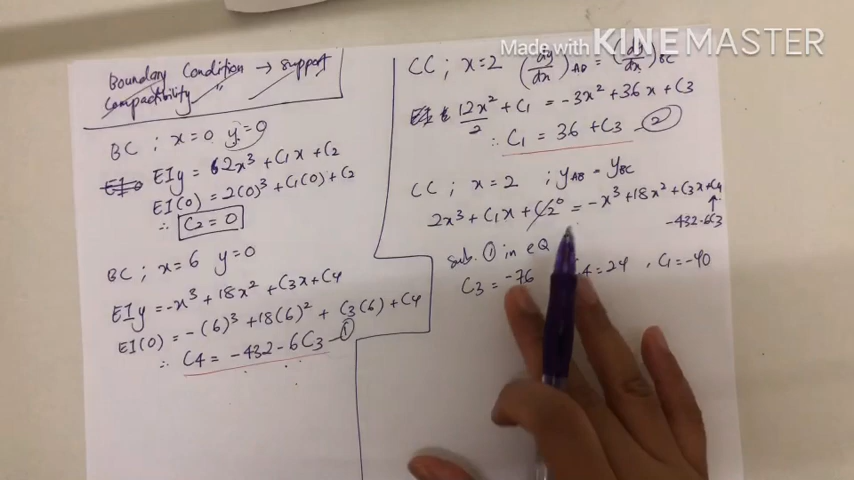 Made with KINEMASTER
Boundary Condition → support
Compactibility
BC ; x=0 y=0
EIy = 62x³ + C1x + C2
EI(0) = 2(0)³ + C1(0) + C2
∴ C2 = 0
BC ; x=6 y=0
EIy = -x³ + 18x² + C3x + C4
EI(0) = -(6)³ + 18(6)² + C3(6) + C4
∴ C4 = -432 - 6C3 — ①
CC ; x=2 (dy/dx)AB = (dy/dx)BC
12x²/2 + C1 = -3x² + 36x + C3
∴ C1 = 36 + C3 — ②
CC ; x=2 ; yAB = yBC
2x³ + C1x + C2⁰ = -x³ + 18x² + C3x + C4
-432-6C3
sub. ① in eQ
C3 = -76 4 = 24 , C1 = -40